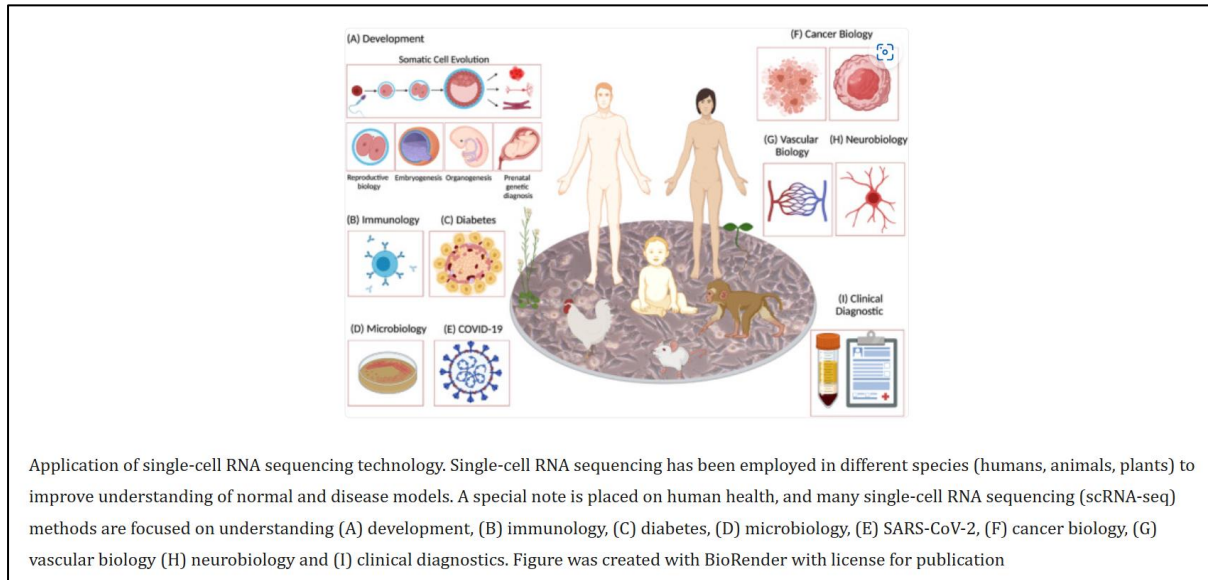 (A) Development
Somatic Cell Evolution
Reproductive
biology
Embryogenesis
Organogenesis
Prenatal
genetic
diagnosis
(B) Immunology
(C) Diabetes
(D) Microbiology
(E) COVID-19
(F) Cancer Biology
(G) Vascular
Biology
(H) Neurobiology
(I) Clinical
Diagnostic
Application of single-cell RNA sequencing technology. Single-cell RNA sequencing has been employed in different species (humans, animals, plants) to
improve understanding of normal and disease models. A special note is placed on human health, and many single-cell RNA sequencing (scRNA-seq)
methods are focused on understanding (A) development, (B) immunology, (C) diabetes, (D) microbiology, (E) SARS-CoV-2, (F) cancer biology, (G)
vascular biology (H) neurobiology and (I) clinical diagnostics. Figure was created with BioRender with license for publication